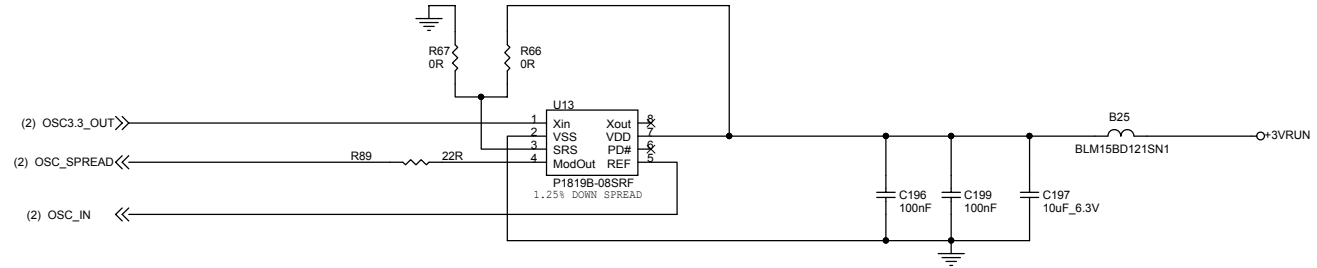 R67
0R
R66
0R
U13
(2) OSC3.3_OUT
1 Xin Xout 8
2 VSS VDD 7
3 SRS PD# 6
4 ModOut REF 5
(2) OSC_SPREAD
R89 22R
P1819B-08SRF
1.25% DOWN SPREAD
(2) OSC_IN
B25
BLM15BD121SN1
+3VRUN
C196
100nF
C199
100nF
C197
10uF_6.3V